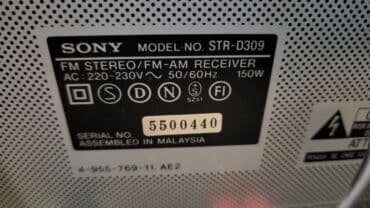 SONY MODEL NO. STR-D309
FM STEREO/FM-AM RECEIVER
AC: 220-230V ~ 50/60Hz 150W
S D N FI
5500440
SERIAL NO.
ASSEMBLED IN MALAYSIA
4-955-769-11 AE2